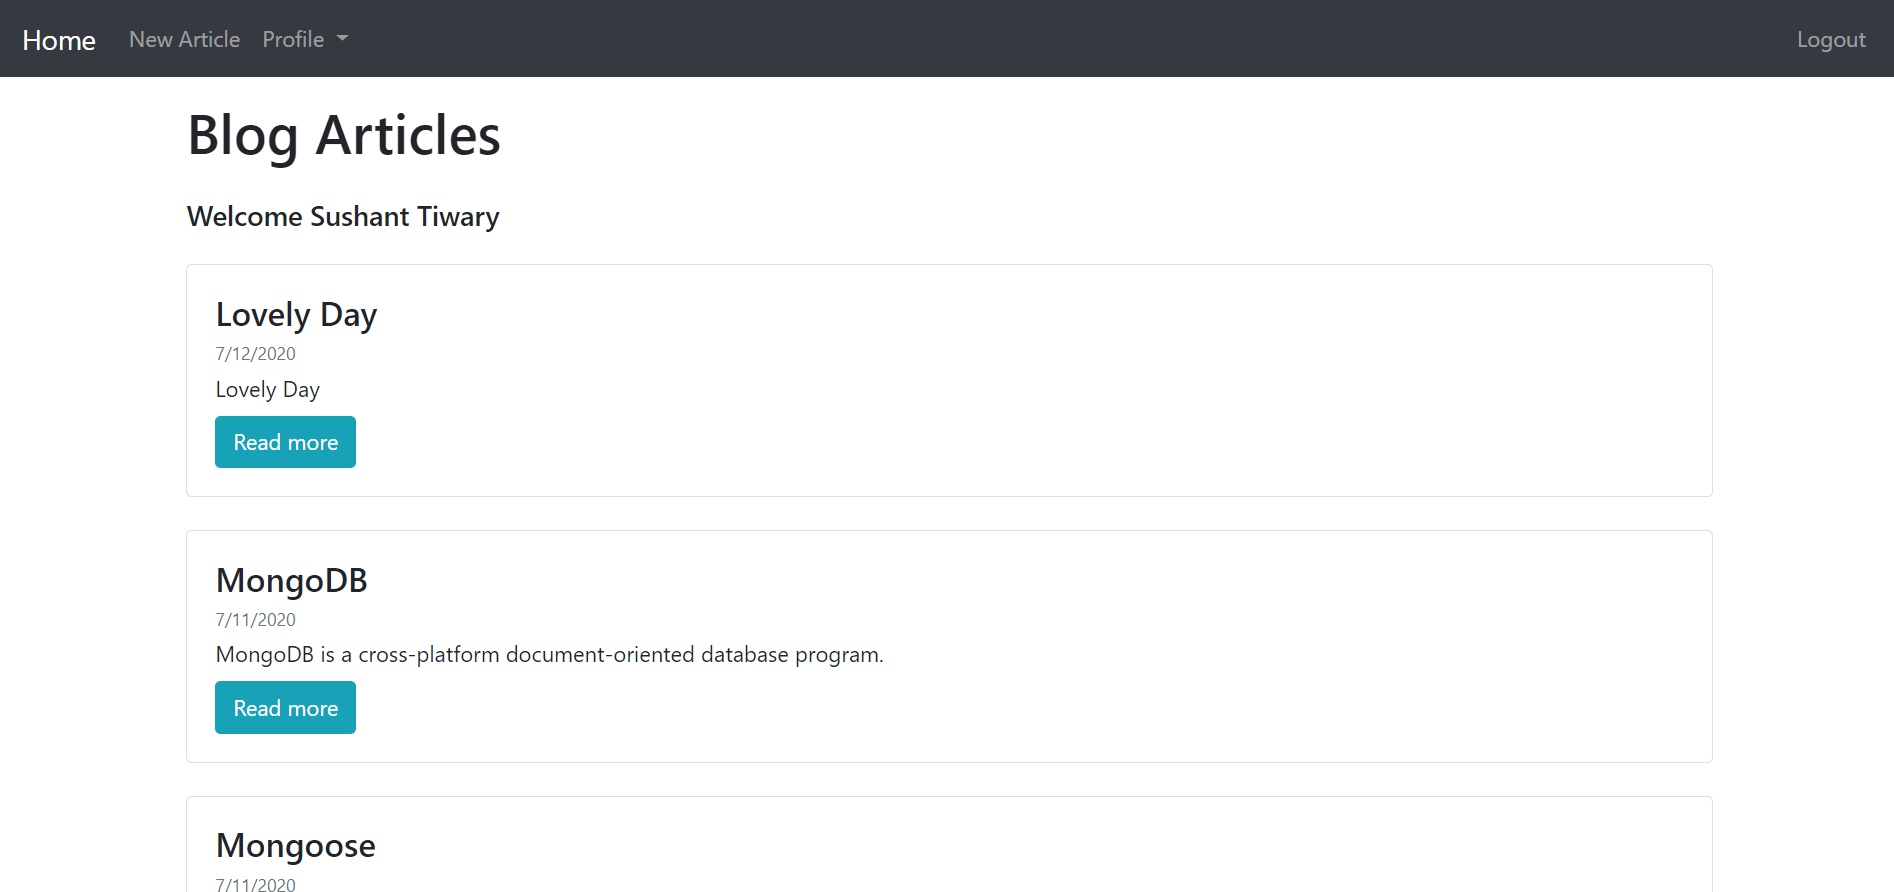 Home New Article Profile Logout
Blog Articles
Welcome Sushant Tiwary
Lovely Day
7/12/2020
Lovely Day
Read more
MongoDB
7/11/2020
MongoDB is a cross-platform document-oriented database program.
Read more
Mongoose
7/11/2020